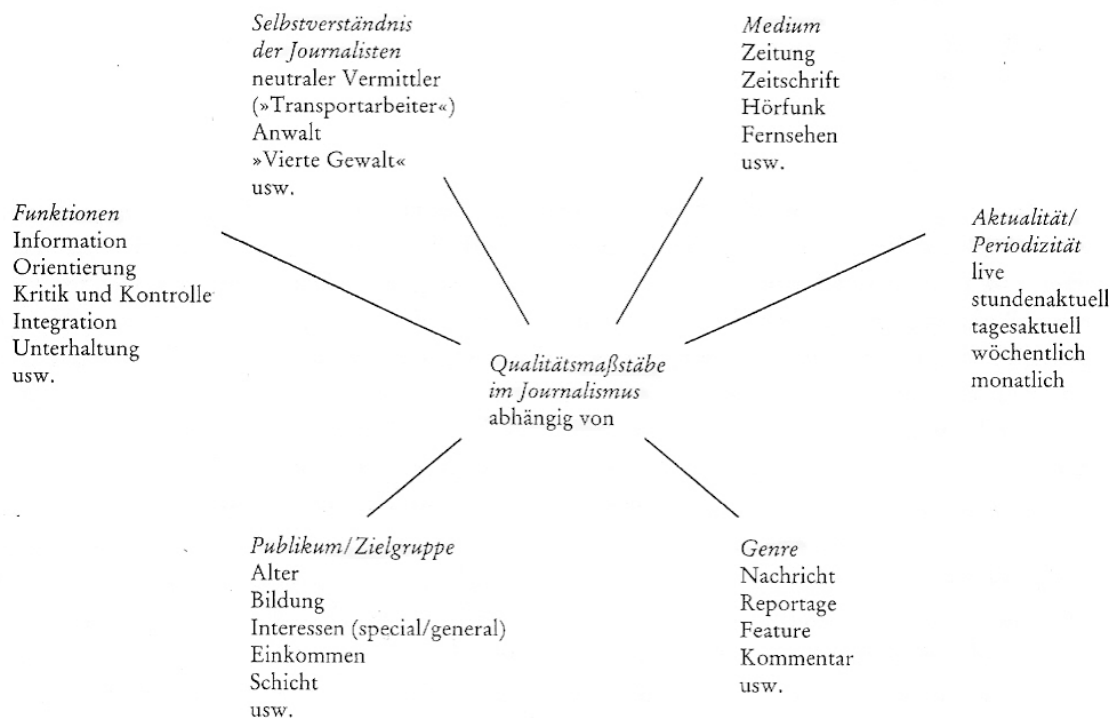 Selbstverständnis
der Journalisten
neutraler Vermittler
(»Transportarbeiter«)
Anwalt
»Vierte Gewalt«
usw.
Medium
Zeitung
Zeitschrift
Hörfunk
Fernsehen
usw.
Funktionen
Information
Orientierung
Kritik und Kontrolle
Integration
Unterhaltung
usw.
Aktualität/
Periodizität
live
stundenaktuell
tagesaktuell
wöchentlich
monatlich
Qualitätsmaßstäbe
im Journalismus
abhängig von
Publikum/Zielgruppe
Alter
Bildung
Interessen (special/general)
Einkommen
Schicht
usw.
Genre
Nachricht
Reportage
Feature
Kommentar
usw.